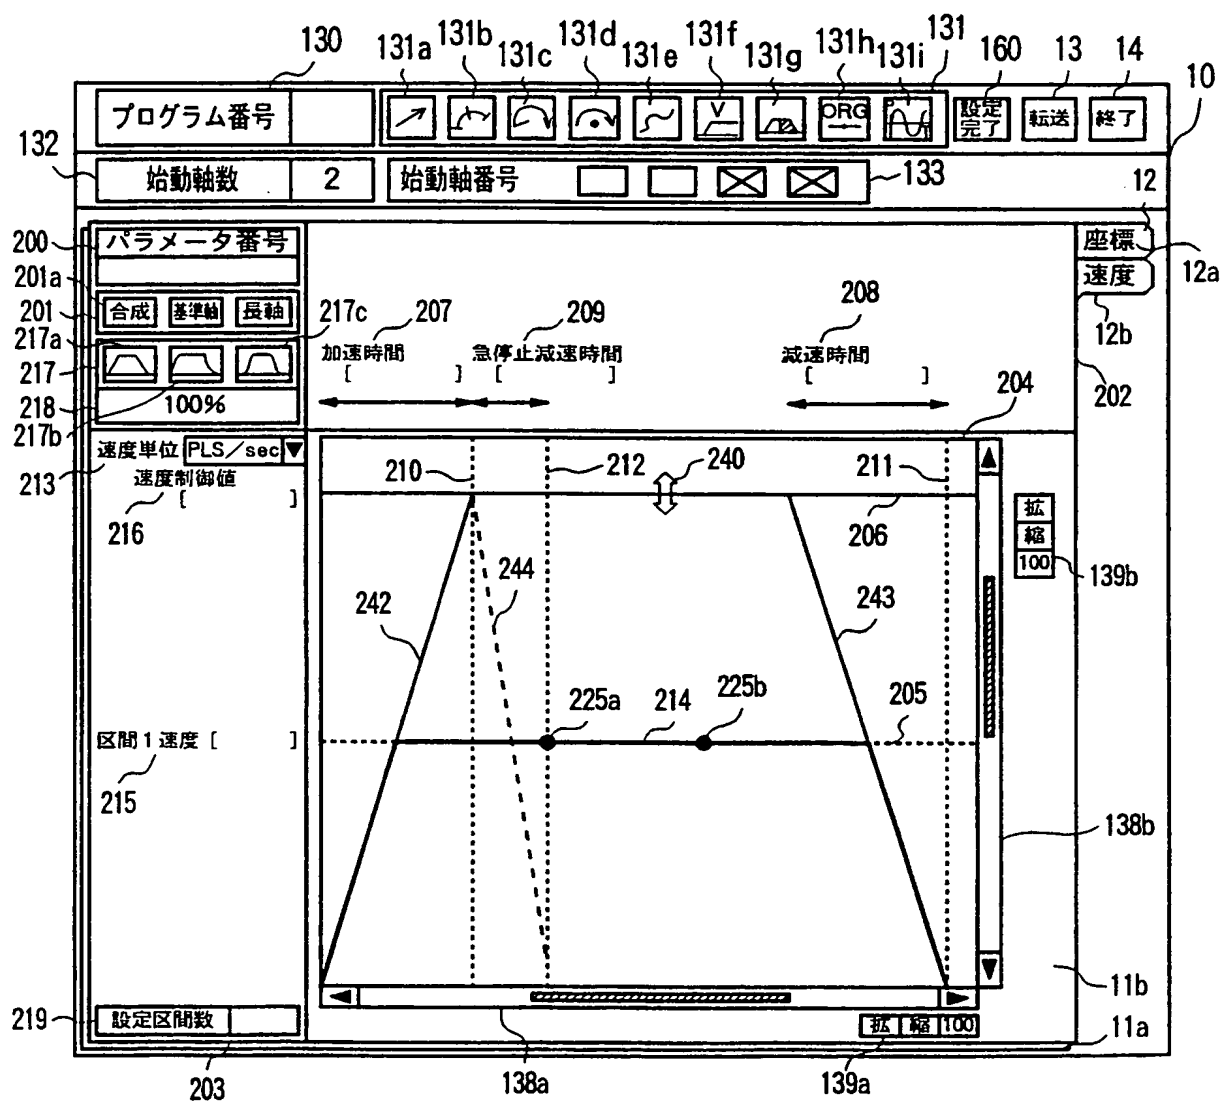 130 131a 131b 131c 131d 131e 131f 131g 131h 131i 131 160 13 14 10
プログラム番号 V ORG 設定完了 転送 終了
132 始動軸数 2 始動軸番号 133 12
200 パラメータ番号 座標 12a
201a 速度
201 合成 基準軸 長軸 217c 207 209 208 12b
217a 加速時間 急停止減速時間 減速時間
217 [ ] [ ] [ ] 202
218 100% 204
217b
速度単位 PLS/sec ▼ 210 212 240 211 ▲
213 速度制御値
[ ] 拡
216 206 縮
244 100
242 243 139b
225a 214 225b 205
区間1速度 [ ]
215 138b
▼ 11b
219 設定区間数 ◀ ▶
拡 縮 100 11a
203 138a 139a